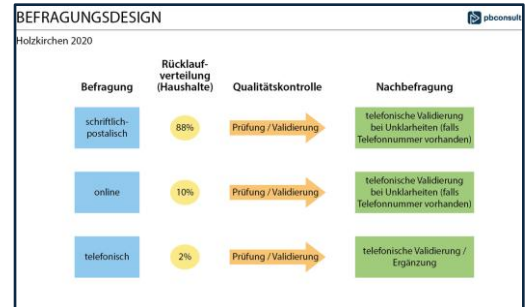 BEFRAGUNGSDESIGN
pbconsult
Holzkirchen 2020
Befragung
Rücklauf-
verteilung
(Haushalte)
Qualitätskontrolle
Nachbefragung
schriftlich-
postalisch
88%
Prüfung / Validierung
telefonische Validierung
bei Unklarheiten (falls
Telefonnummer vorhanden)
online
10%
Prüfung / Validierung
telefonische Validierung
bei Unklarheiten (falls
Telefonnummer vorhanden)
telefonisch
2%
Prüfung / Validierung
telefonische Validierung /
Ergänzung